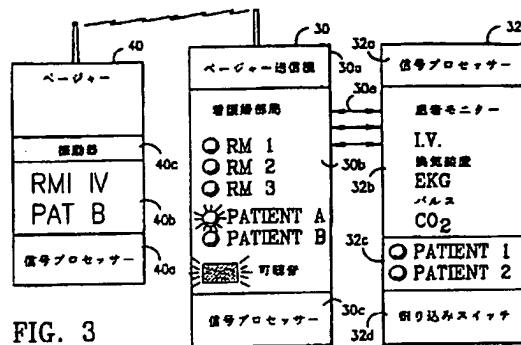 40
ページャー
振動器
40c
RMI IV
PAT B
40b
信号プロセッサー
40a
30
ページャー送信機
30a
看護婦部局
30e
RM 1
RM 2
RM 3
30b
PATIENT A
PATIENT B
可聴音
信号プロセッサー
30c
32
32a
信号プロセッサー
患者モニター
I.V.
換気装置
32b
EKG
パルス
CO2
32c
PATIENT 1
PATIENT 2
割り込みスイッチ
32d
FIG. 3